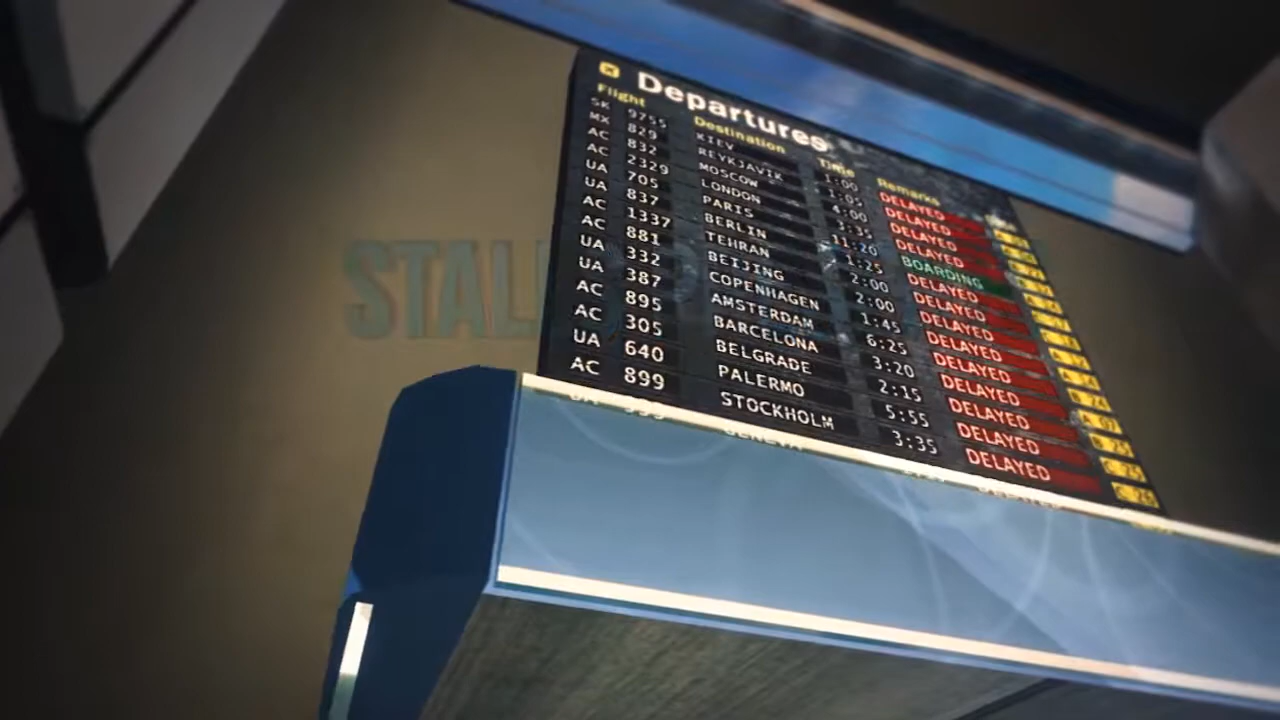 STAL
Departures
Flight Destination Time Remarks
SK 9755 KIEV 1:00 DELAYED
MX 829 REYKJAVIK 1:05 DELAYED
AC 832 MOSCOW 4:00 DELAYED
AC 2329 LONDON 3:35 DELAYED
UA 705 PARIS 11:20 BOARDING
UA 837 BERLIN 1:25 DELAYED
AC 1337 TEHRAN 2:00 DELAYED
AC 881 BEIJING 2:00 DELAYED
UA 332 COPENHAGEN 1:45 DELAYED
UA 387 AMSTERDAM 6:25 DELAYED
AC 895 BARCELONA 3:20 DELAYED
AC 305 BELGRADE 2:15 DELAYED
UA 640 PALERMO 5:55 DELAYED C 25
AC 899 STOCKHOLM 3:35 DELAYED C 26